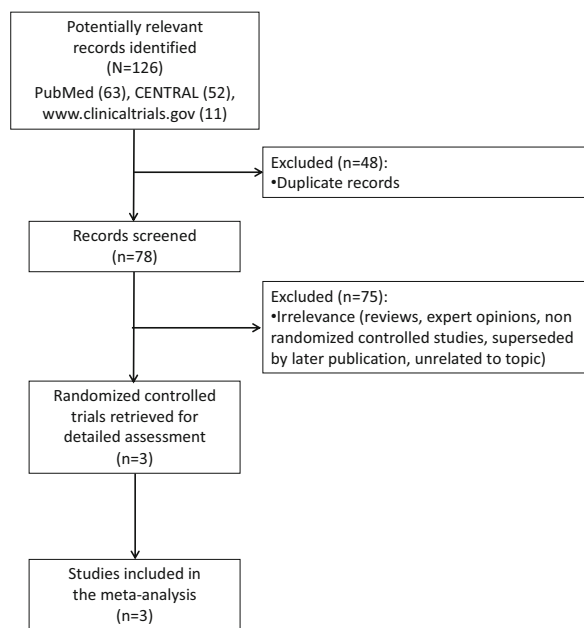 Potentially relevant
records identified
(N=126)
PubMed (63), CENTRAL (52),
www.clinicaltrials.gov (11)
Excluded (n=48):
•Duplicate records
Records screened
(n=78)
Excluded (n=75):
•Irrelevance (reviews, expert opinions, non
randomized controlled studies, superseded
by later publication, unrelated to topic)
Randomized controlled
trials retrieved for
detailed assessment
(n=3)
Studies included in
the meta-analysis
(n=3)